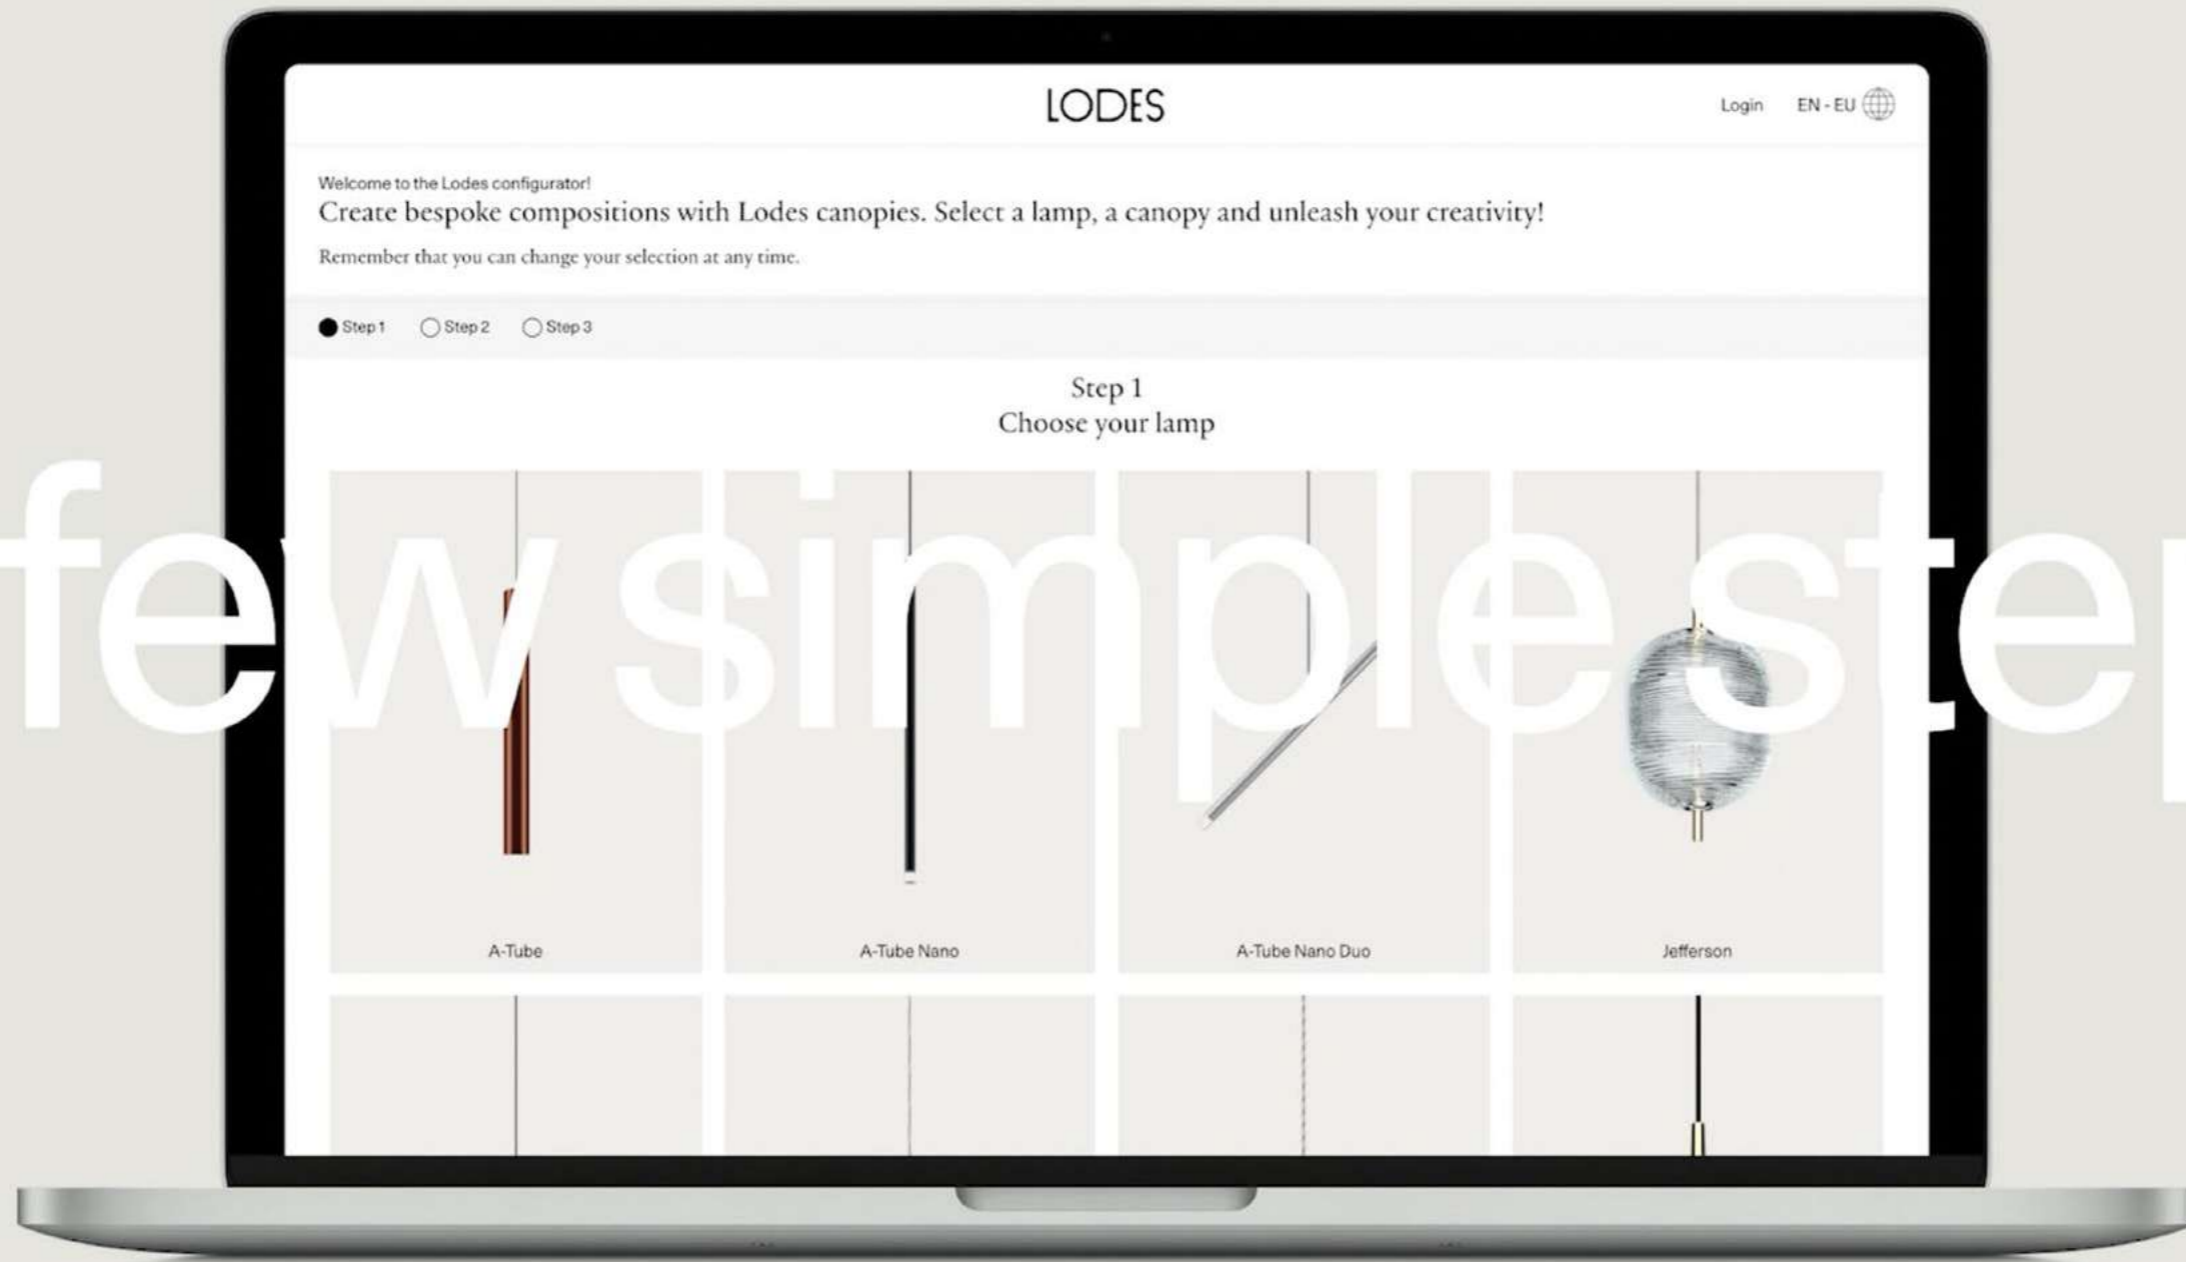 LODES
Login EN - EU
Welcome to the Lodes configurator!
Create bespoke compositions with Lodes canopies. Select a lamp, a canopy and unleash your creativity!
Remember that you can change your selection at any time.
Step 1 Step 2 Step 3
Step 1
Choose your lamp
few simple step
A-Tube A-Tube Nano A-Tube Nano Duo Jefferson